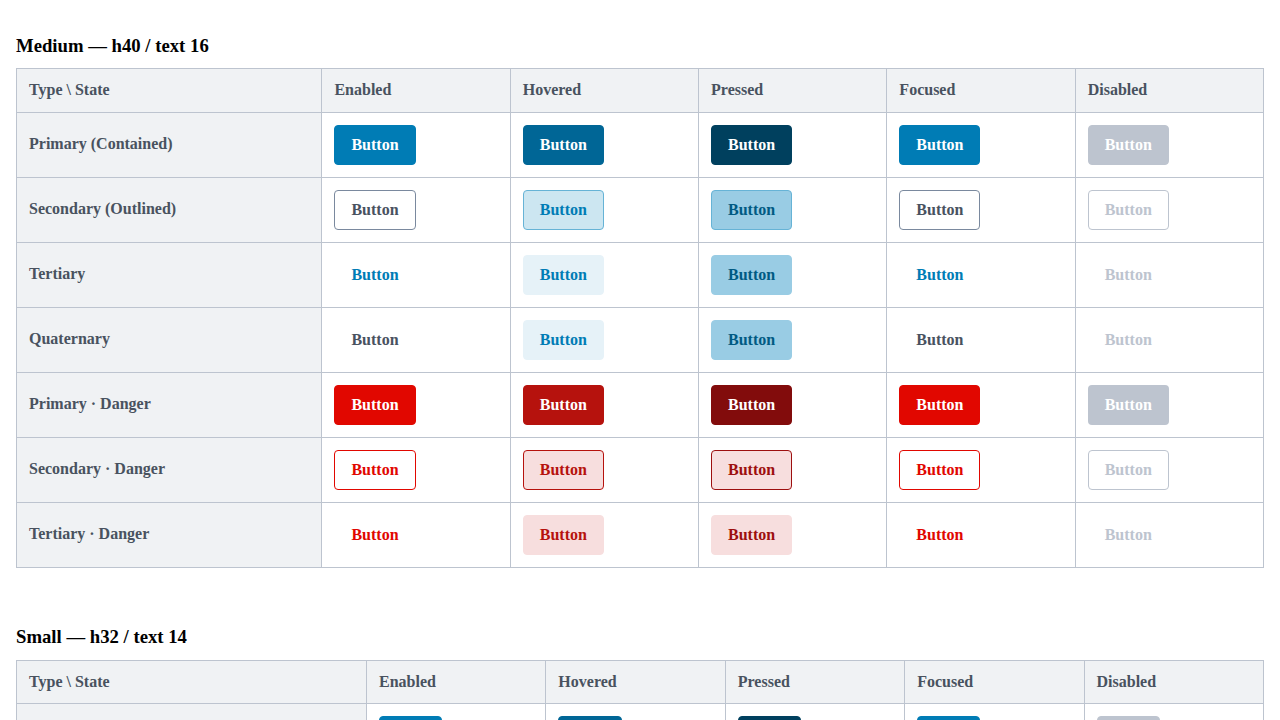 Medium — h40 / text 16
Type \ State Enabled Hovered Pressed Focused Disabled
Primary (Contained) Button Button Button Button Button
Secondary (Outlined) Button Button Button Button Button
Tertiary Button Button Button Button Button
Quaternary Button Button Button Button Button
Primary · Danger Button Button Button Button Button
Secondary · Danger Button Button Button Button Button
Tertiary · Danger Button Button Button Button Button
Small — h32 / text 14
Type \ State Enabled Hovered Pressed Focused Disabled